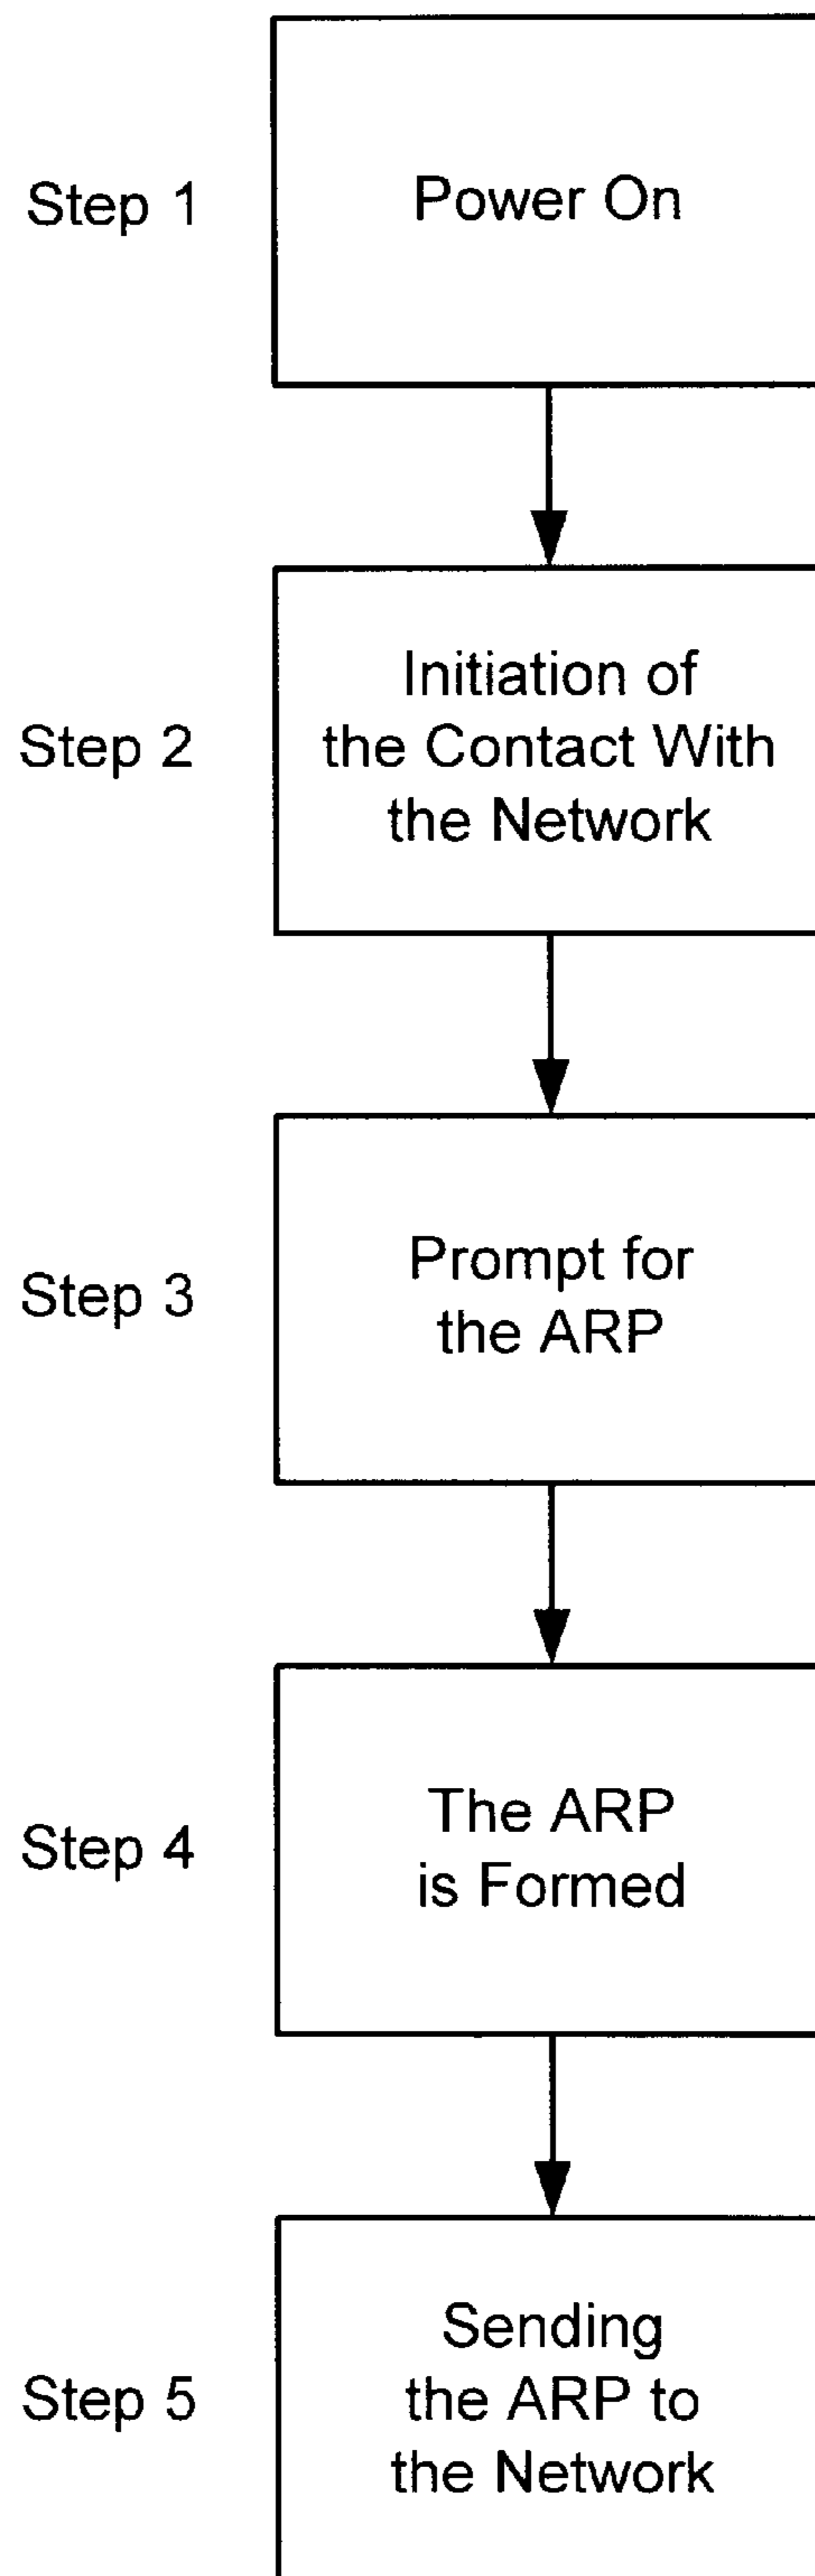 Step 1
Power On
Step 2
Initiation of
the Contact With
the Network
Step 3
Prompt for
the ARP
Step 4
The ARP
is Formed
Step 5
Sending
the ARP to
the Network